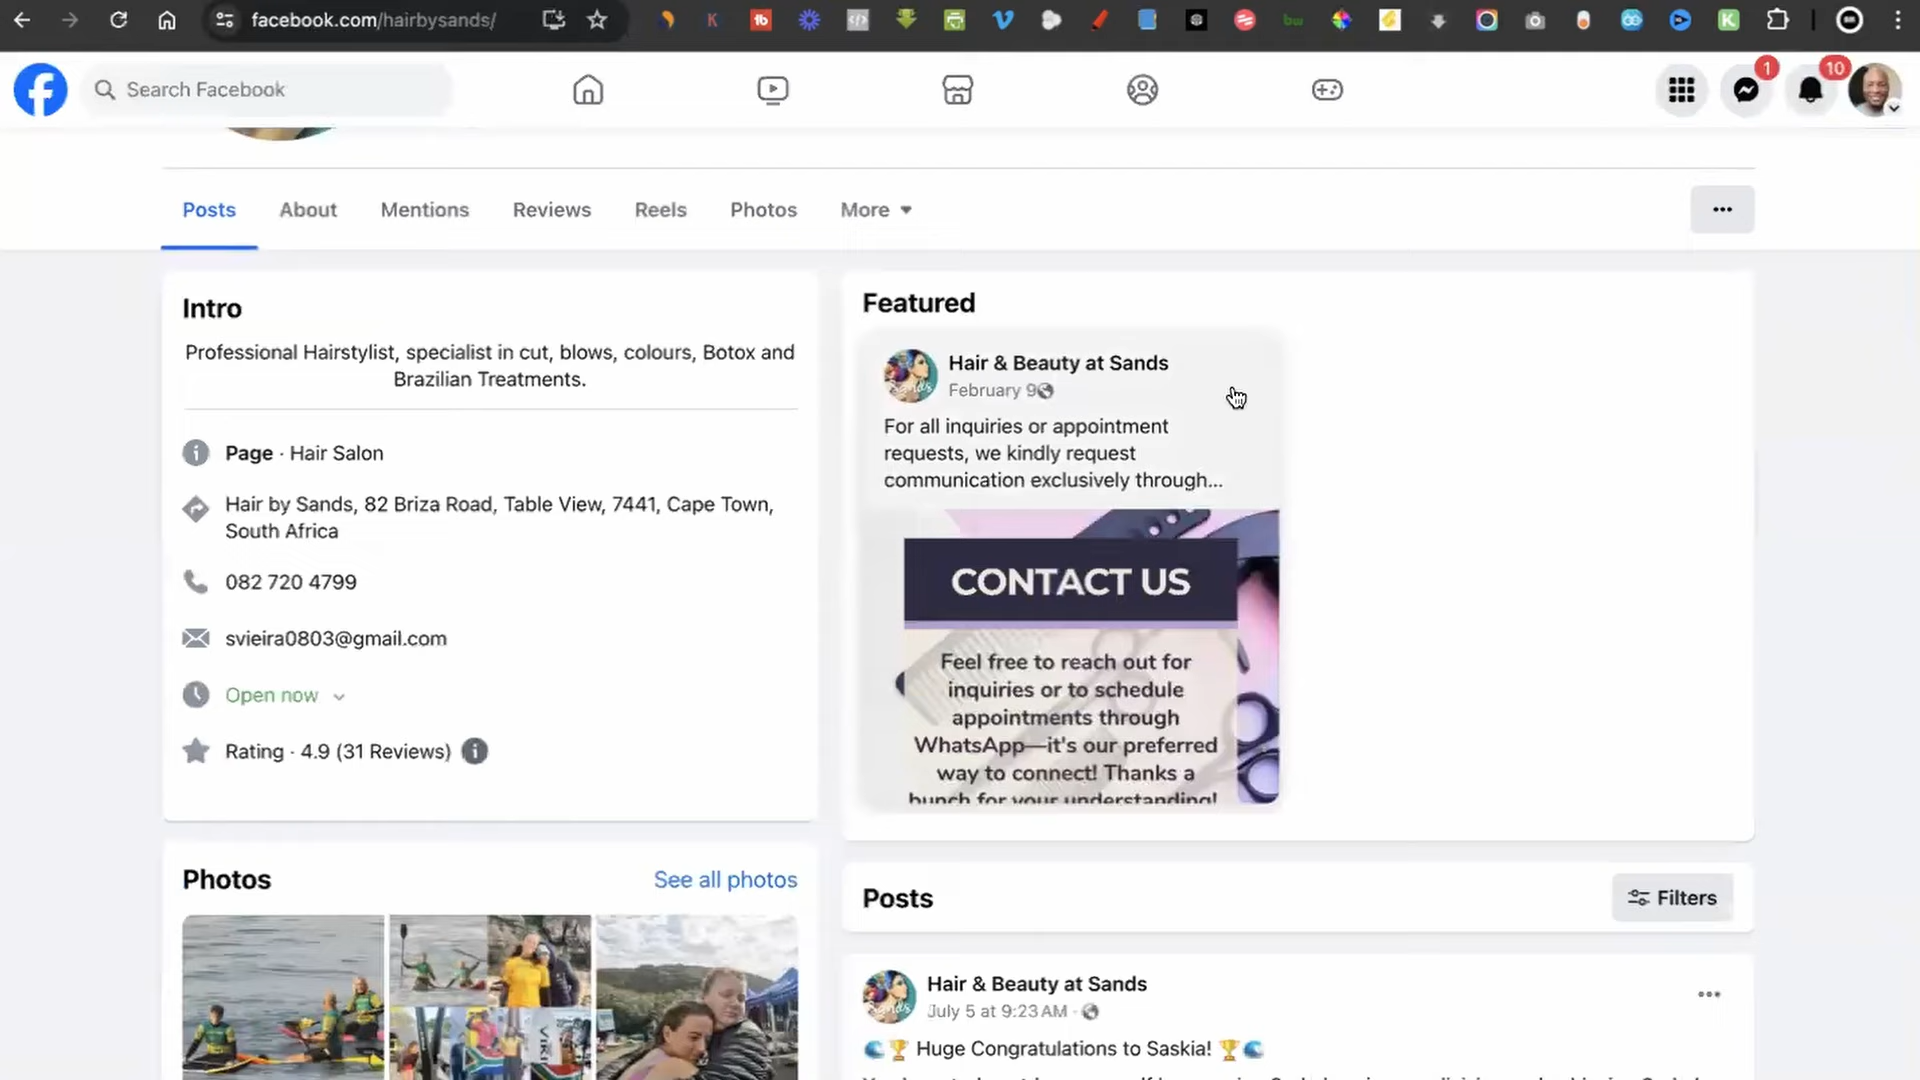 facebook.com/hairbysands/
Search Facebook
1
10
Posts
About
Mentions
Reviews
Reels
Photos
More
Intro
Professional Hairstylist, specialist in cut, blows, colours, Botox and
Brazilian Treatments.
Page · Hair Salon
Hair by Sands, 82 Briza Road, Table View, 7441, Cape Town,
South Africa
082 720 4799
svieira0803@gmail.com
Open now
Rating · 4.9 (31 Reviews)
Photos
See all photos
Featured
Hair & Beauty at Sands
February 9
For all inquiries or appointment
requests, we kindly request
communication exclusively through...
CONTACT US
Feel free to reach out for
inquiries or to schedule
appointments through
WhatsApp—it's our preferred
way to connect! Thanks a
bunch for your understanding!
Posts
Filters
Hair & Beauty at Sands
July 5 at 9:23 AM ·
🌊🏆 Huge Congratulations to Saskia! 🏆🌊